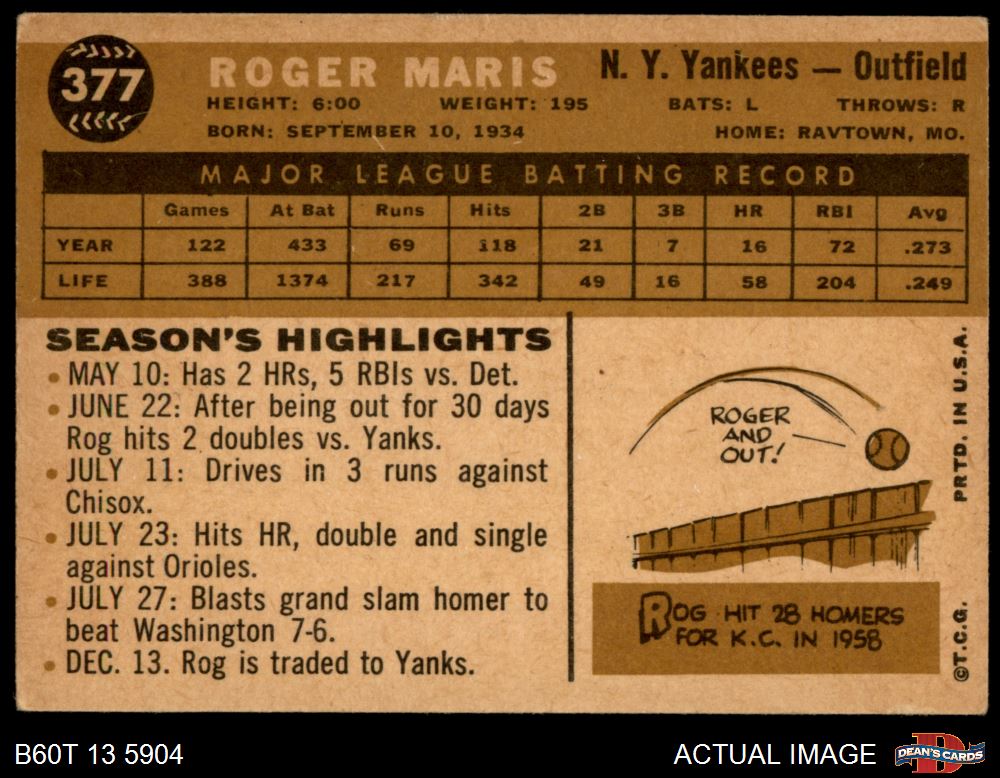 377
ROGER MARIS
N. Y. Yankees — Outfield
HEIGHT: 6:00 WEIGHT: 195 BATS: L THROWS: R
BORN: SEPTEMBER 10, 1934 HOME: RAYTOWN, MO.
MAJOR LEAGUE BATTING RECORD
Games At Bat Runs Hits 2B 3B HR RBI Avg
YEAR 122 433 69 118 21 7 16 72 .273
LIFE 388 1374 217 342 49 16 58 204 .249
SEASON'S HIGHLIGHTS
• MAY 10: Has 2 HRs, 5 RBIs vs. Det.
• JUNE 22: After being out for 30 days
Rog hits 2 doubles vs. Yanks.
• JULY 11: Drives in 3 runs against
Chisox.
• JULY 23: Hits HR, double and single
against Orioles.
• JULY 27: Blasts grand slam homer to
beat Washington 7-6.
• DEC. 13. Rog is traded to Yanks.
ROGER
AND
OUT!
ROG HIT 28 HOMERS
FOR K.C. IN 1958
©T.C.G. PRTD. IN U.S.A.
B60T 13 5904
ACTUAL IMAGE
DEAN'S CARDS